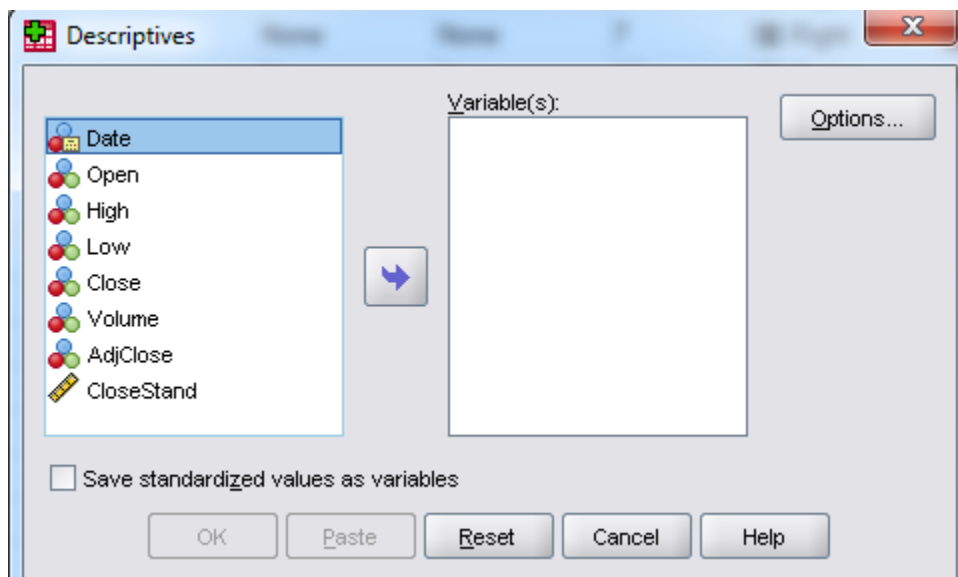 Descriptives
Variable(s):
Options...
Date
Open
High
Low
Close
Volume
AdjClose
CloseStand
Save standardized values as variables
OK
Paste
Reset
Cancel
Help